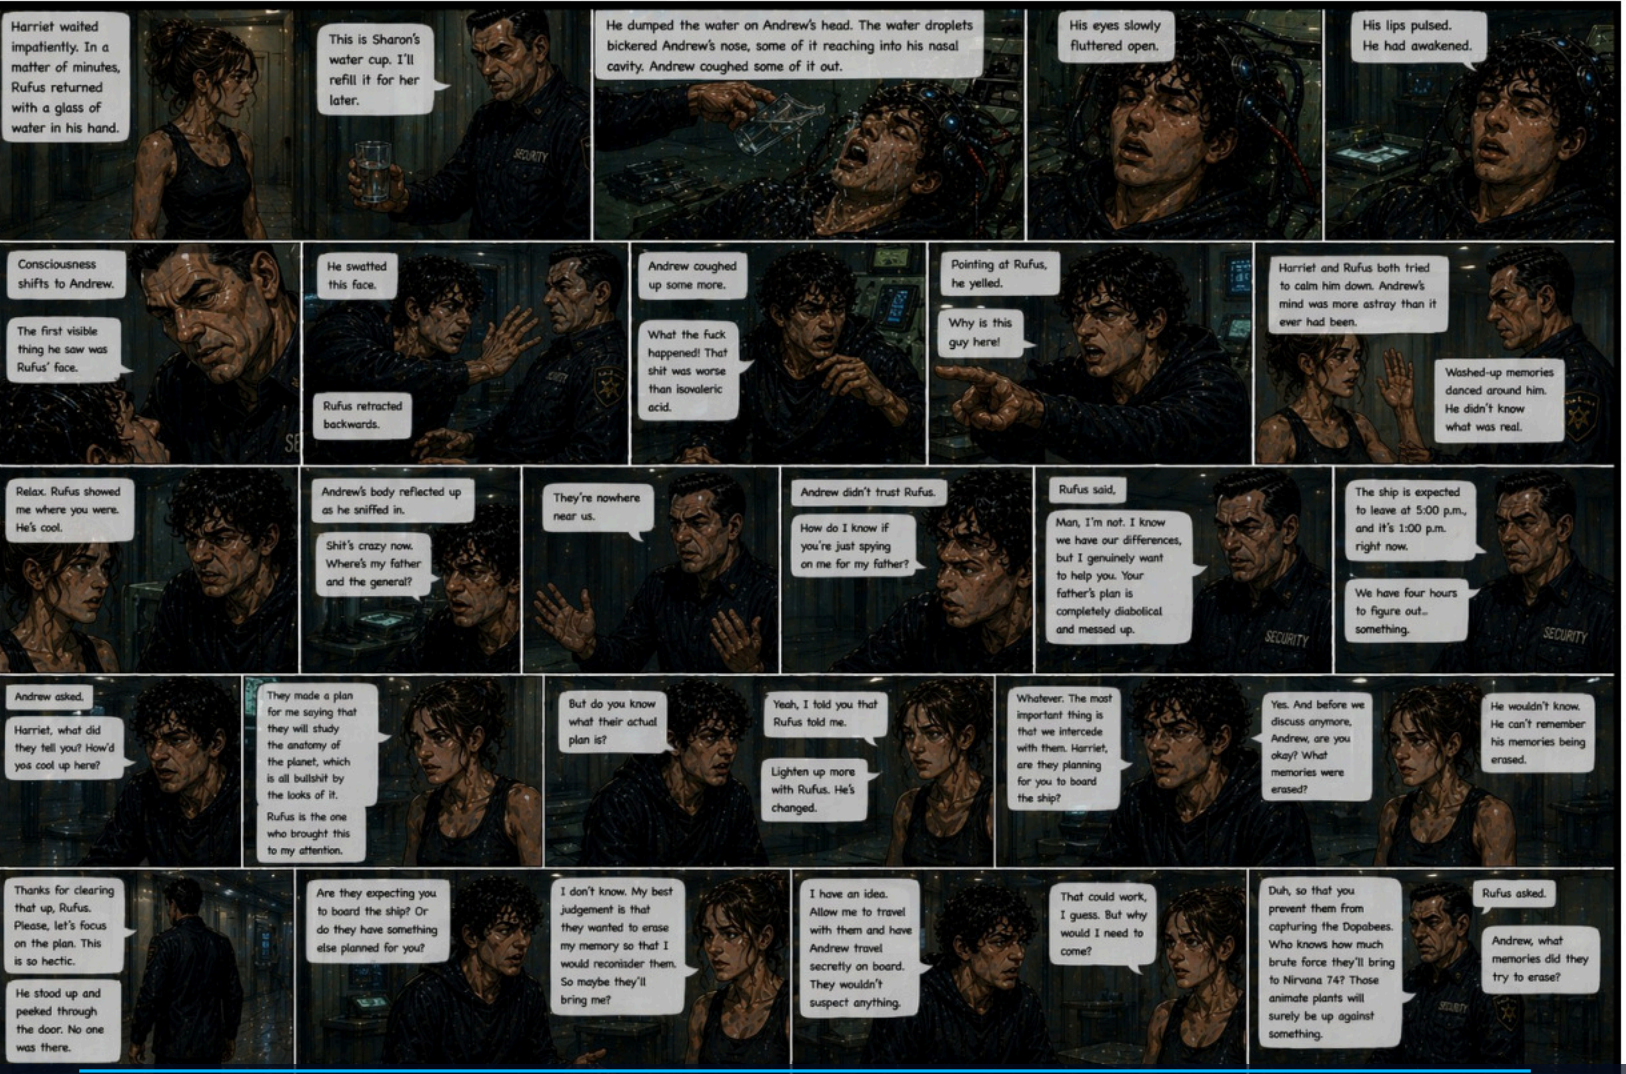 Harriet waited
impatiently. In a
matter of minutes,
Rufus returned
with a glass of
water in his hand.
This is Sharon's
water cup. I'll
refill it for her
later.
SECURITY
He dumped the water on Andrew's head. The water droplets
bickered Andrew's nose, some of it reaching into his nasal
cavity. Andrew coughed some of it out.
His eyes slowly
fluttered open.
His lips pulsed.
He had awakened.
Consciousness
shifts to Andrew.
The first visible
thing he saw was
Rufus' face.
SE
He swatted
this face.
Rufus retracted
backwards.
Andrew coughed
up some more.
What the fuck
happened! That
shit was worse
than isovaleric
acid.
Pointing at Rufus,
he yelled.
Why is this
guy here!
Harriet and Rufus both tried
to calm him down. Andrew's
mind was more astray than it
ever had been.
Washed-up memories
danced around him.
He didn't know
what was real.
Relax. Rufus showed
me where you were.
He's cool.
Andrew's body reflected up
as he sniffed in.
Shit's crazy now.
Where's my father
and the general?
They're nowhere
near us.
Andrew didn't trust Rufus.
How do I know if
you're just spying
on me for my father?
Rufus said,
Man, I'm not. I know
we have our differences,
but I genuinely want
to help you. Your
father's plan is
completely diabolical
and messed up.
SECURITY
The ship is expected
to leave at 5:00 p.m.,
and it's 1:00 p.m.
right now.
We have four hours
to figure out...
something.
SECURITY
Andrew asked.
Harriet, what did
they tell you? How'd
cool up here?
They made a plan
for me saying that
they will study
the anatomy of
the planet, which
is all bullshit by
the looks of it.
Rufus is the one
who brought this
to my attention.
But do you know
what their actual
plan is?
Yeah, I told you that
Rufus told me.
Lighten up more
with Rufus. He's
changed.
Whatever. The most
important thing is
that we intercede
with them. Harriet,
are they planning
for you to board
the ship?
Yes. And before we
discuss anymore,
Andrew, are you
okay? What
memories were
erased?
He wouldn't know.
He can't remember
his memories being
erased.
Thanks for clearing
that up, Rufus.
Please, let's focus
on the plan. This
is so hectic.
He stood up and
peeked through
the door. No one
was there.
Are they expecting you
to board the ship? Or
do they have something
else planned for you?
I don't know. My best
judgement is that
they wanted to erase
my memory so that I
would reconisder them.
So maybe they'll
bring me?
I have an idea.
Allow me to travel
with them and have
Andrew travel
secretly on board.
They wouldn't
suspect anything.
That could work,
I guess. But why
would I need to
come?
Duh, so that you
prevent them from
capturing the Dopabees.
Who knows how much
brute force they'll bring
to Nirvana 74? Those
animate plants will
surely be up against
something.
Rufus asked.
Andrew, what
memories did they
try to erase?
SECURITY